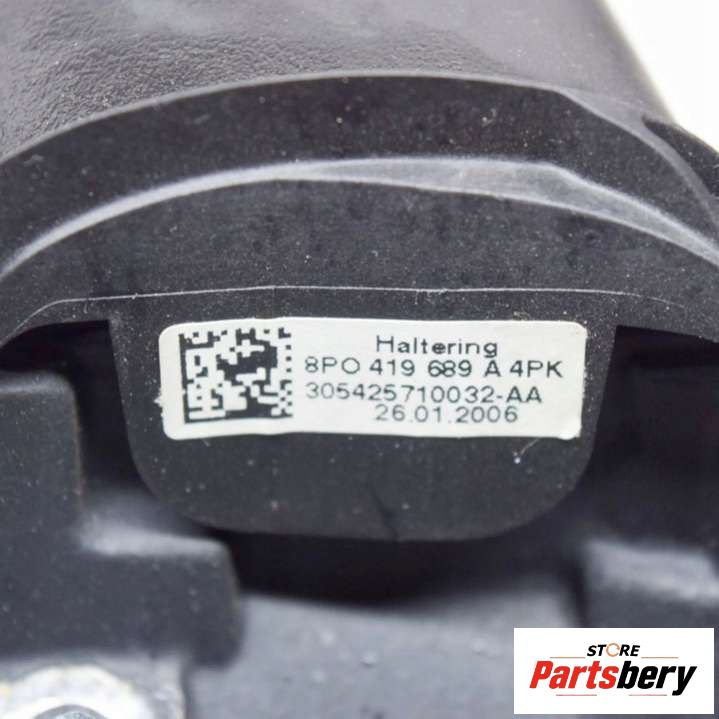 Haltering
8PO 419 689 A 4PK
305425710032-AA
26.01.2006
STORE
Partsbery